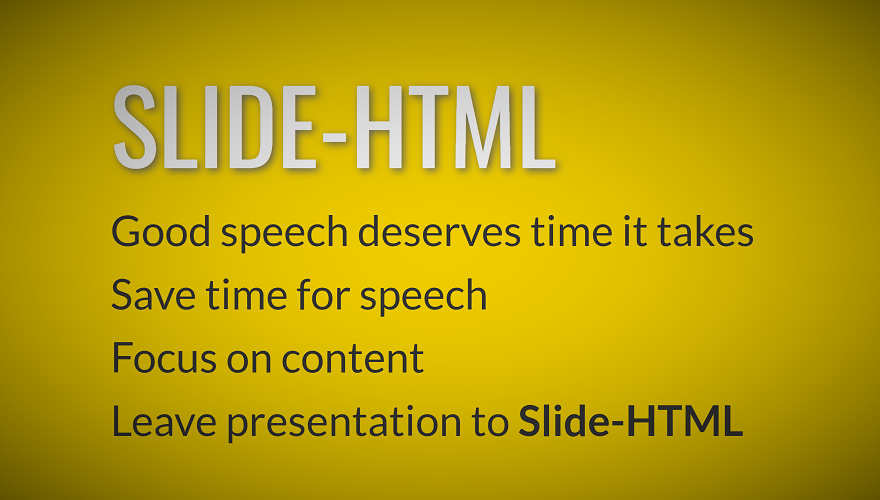 SLIDE-HTML
Good speech deserves time it takes
Save time for speech
Focus on content
Leave presentation to Slide-HTML